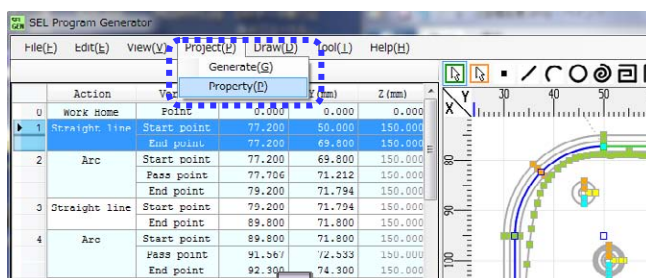 SEL GEN SEL Program Generator
File(F) Edit(E) View(V) Project(P) Draw(D) Tool(T) Help(H)
Generate(G)
Property(P)
Action Y(mm) Z(mm)
0 Work Home Point 0.000 0.000 0.000
1 Straight line Start point 77.200 50.000 150.000
End point 77.200 69.800 150.000
2 Arc Start point 77.200 69.800 150.000
Pass point 77.706 71.212 150.000
End point 79.200 71.794 150.000
3 Straight line Start point 79.200 71.794 150.000
End point 89.800 71.800 150.000
4 Arc Start point 89.800 71.800 150.000
Pass point 91.567 72.533 150.000
End point 92.300 74.300 150.000
Y
X
30 40 50
80
90
100